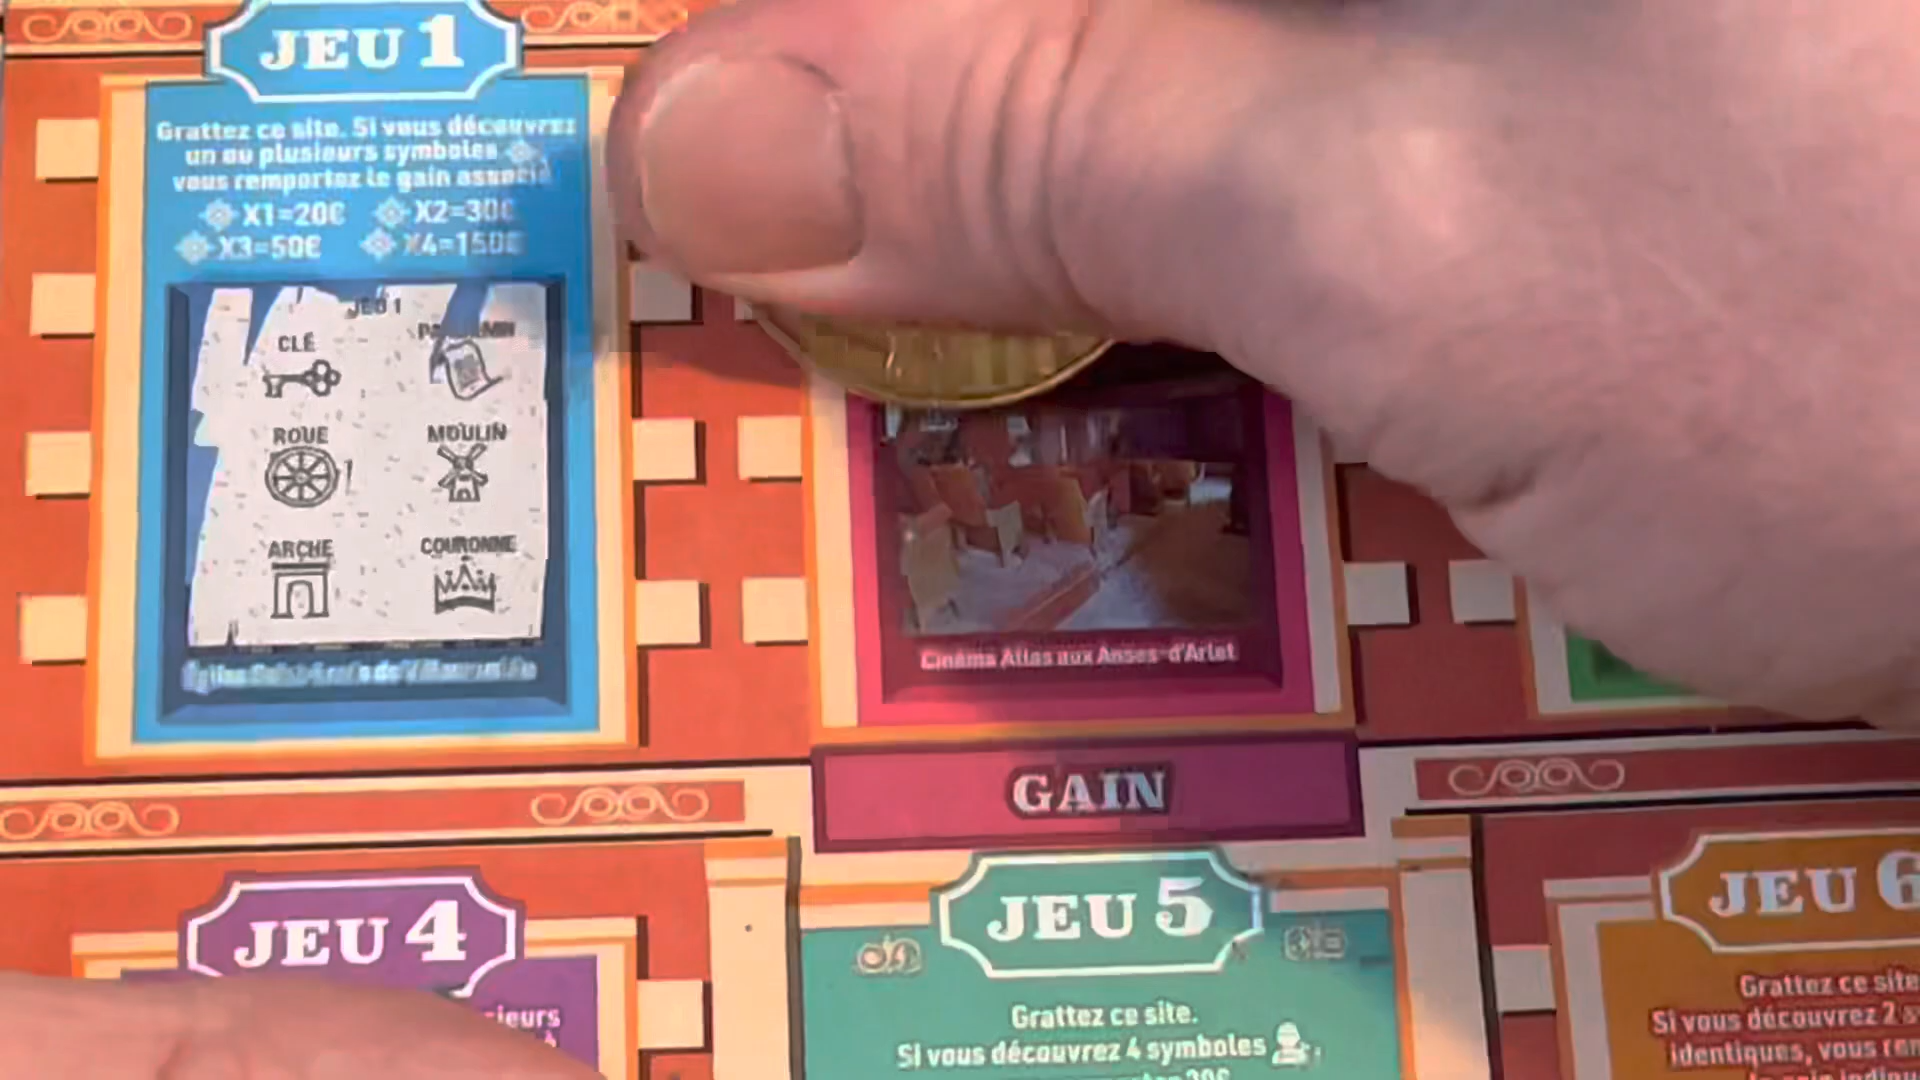 JEU 1
Grattez ce site. Si vous découvrez
un ou plusieurs symboles
vous remportez le gain associé
X1=20€ X2=30€
X3=50€ X4=150€
JEU 1
CLÉ
ROUE MOULIN
ARCHE COURONNE
Cinéma Atlas aux Anses-d'Arlet
GAIN
JEU 4
sieurs
à
JEU 5
Grattez ce site.
Si vous découvrez 4 symboles
JEU 6
Grattez ce site
Si vous découvrez 2
identiques, vous